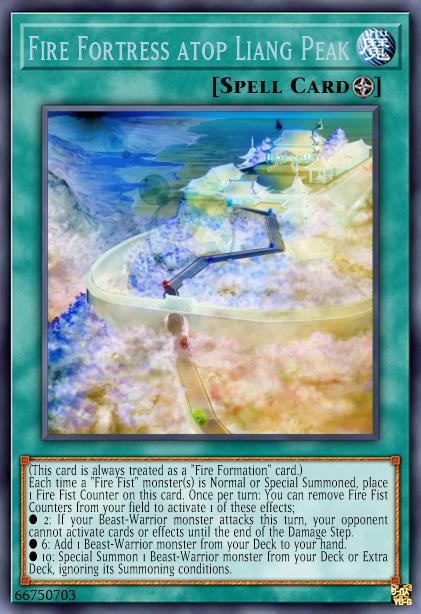 Fire Fortress atop Liang Peak
魔
[Spell Card]
(This card is always treated as a "Fire Formation" card.)
Each time a "Fire Fist" monster(s) is Normal or Special Summoned, place
1 Fire Fist Counter on this card. Once per turn: You can remove Fire Fist
Counters from your field to activate 1 of these effects;
● 2: If your Beast-Warrior monster attacks this turn, your opponent
cannot activate cards or effects until the end of the Damage Step.
● 6: Add 1 Beast-Warrior monster from your Deck to your hand.
● 10: Special Summon 1 Beast-Warrior monster from your Deck or Extra
Deck, ignoring its Summoning conditions.
66750703